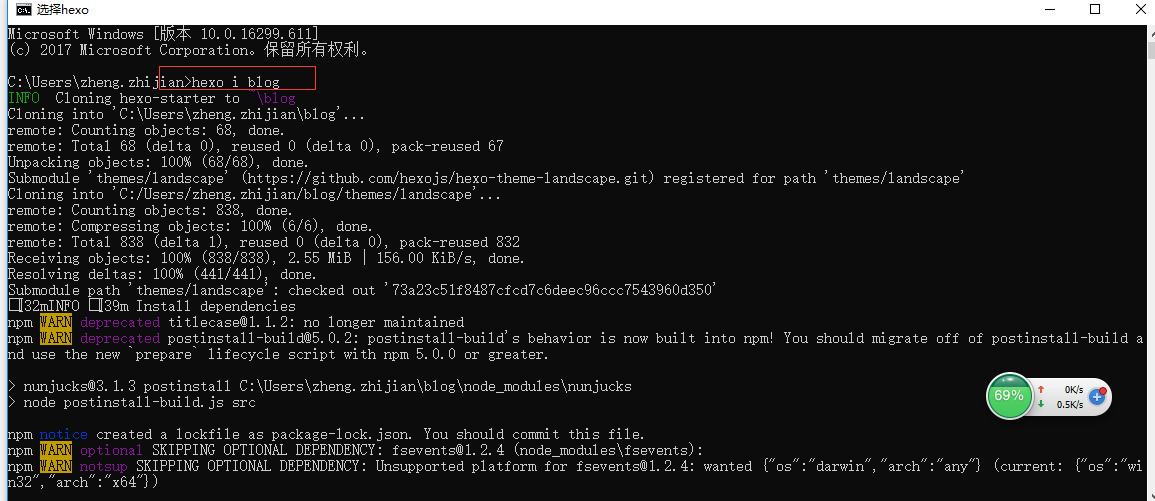 选择hexo
Microsoft Windows [版本 10.0.16299.611]
(c) 2017 Microsoft Corporation。保留所有权利。
C:\Users\zheng.zhijian>hexo i blog
INFO  Cloning hexo-starter to ~\blog
Cloning into 'C:\Users\zheng.zhijian\blog'...
remote: Counting objects: 68, done.
remote: Total 68 (delta 0), reused 0 (delta 0), pack-reused 67
Unpacking objects: 100% (68/68), done.
Submodule 'themes/landscape' (https://github.com/hexojs/hexo-theme-landscape.git) registered for path 'themes/landscape'
Cloning into 'C:/Users/zheng.zhijian/blog/themes/landscape'...
remote: Counting objects: 838, done.
remote: Compressing objects: 100% (6/6), done.
remote: Total 838 (delta 1), reused 0 (delta 0), pack-reused 832
Receiving objects: 100% (838/838), 2.55 MiB | 156.00 KiB/s, done.
Resolving deltas: 100% (441/441), done.
Submodule path 'themes/landscape': checked out '73a23c51f8487cfcd7c6deec96ccc7543960d350'
[32mINFO [39m Install dependencies
npm WARN deprecated titlecase@1.1.2: no longer maintained
npm WARN deprecated postinstall-build@5.0.2: postinstall-build's behavior is now built into npm! You should migrate off of postinstall-build a
nd use the new `prepare` lifecycle script with npm 5.0.0 or greater.
> nunjucks@3.1.3 postinstall C:\Users\zheng.zhijian\blog\node_modules\nunjucks
> node postinstall-build.js src
69%
0K/s
0.5K/s
npm notice created a lockfile as package-lock.json. You should commit this file.
npm WARN optional SKIPPING OPTIONAL DEPENDENCY: fsevents@1.2.4 (node_modules\fsevents):
npm WARN notsup SKIPPING OPTIONAL DEPENDENCY: Unsupported platform for fsevents@1.2.4: wanted {"os":"darwin","arch":"any"} (current: {"os":"wi
n32","arch":"x64"})